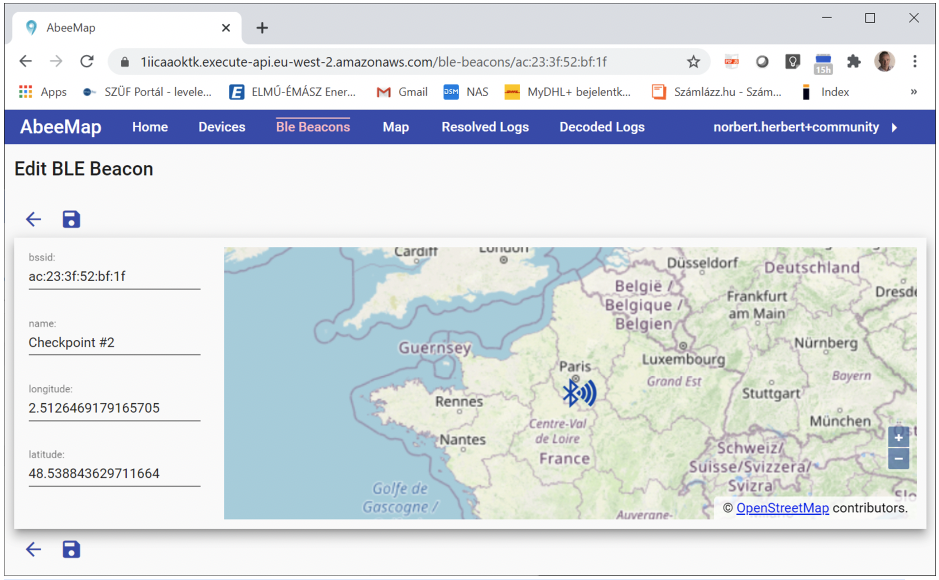 AbeeMap
1iicaaoktk.execute-api.eu-west-2.amazonaws.com/ble-beacons/ac:23:3f:52:bf:1f
15h
Apps SZÜF Portál - levele... ELMŰ-ÉMÁSZ Ener... Gmail DSM NAS MyDHL+ bejelentk... Számlázz.hu - Szám... Index »
AbeeMap Home Devices Ble Beacons Map Resolved Logs Decoded Logs norbert.herbert+community
Edit BLE Beacon
bssid:
ac:23:3f:52:bf:1f
name:
Checkpoint #2
longitude:
2.5126469179165705
latitude:
48.538843629711664
Cardiff
London
Düsseldorf
Deutschland
België /
Belgique /
Belgien
Frankfurt
am Main
Dresde
Guernsey
Luxembourg
Nürnberg
Paris
Grand Est
Bayern
Rennes
Stuttgart
Centre-Val
de Loire
München
Nantes
France
Schweiz/
Suisse/Svizzera/
Svizra
Golfe de
Gascogne /
Auvergne-
Slo
+
−
© OpenStreetMap contributors.